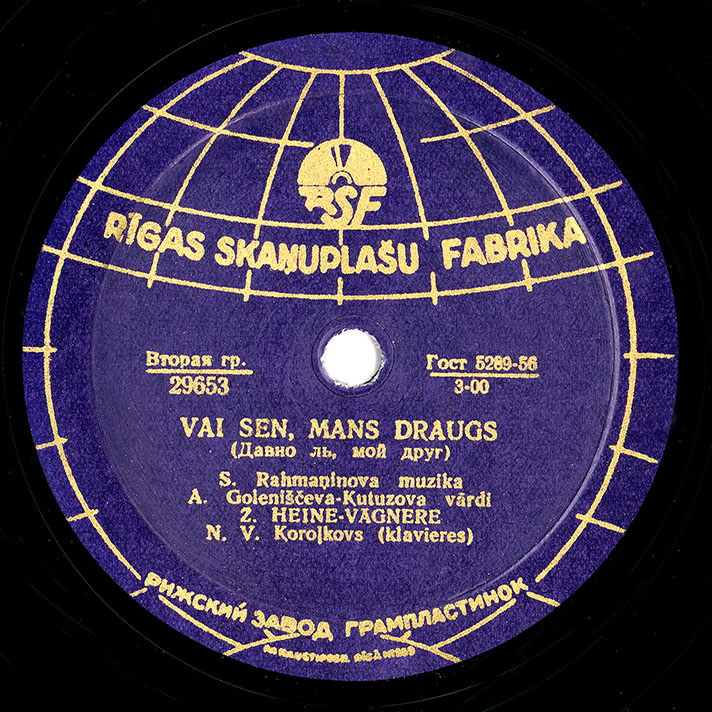 RSF
RĪGAS SKAŅUPLAŠU FABRIKA
Вторая гр.
29653
Гост 5289-56
3-00
VAI SEN, MANS DRAUGS
(Давно ль, мой друг)
S. Rahmaņinova muzika
A. Goleniščeva-Kutuzova vārdi
Ž. HEINE-VĀGNERE
N. V. Koroļkovs (klavieres)
РИЖСКИЙ ЗАВОД ГРАМПЛАСТИНОК
RĪGĀ